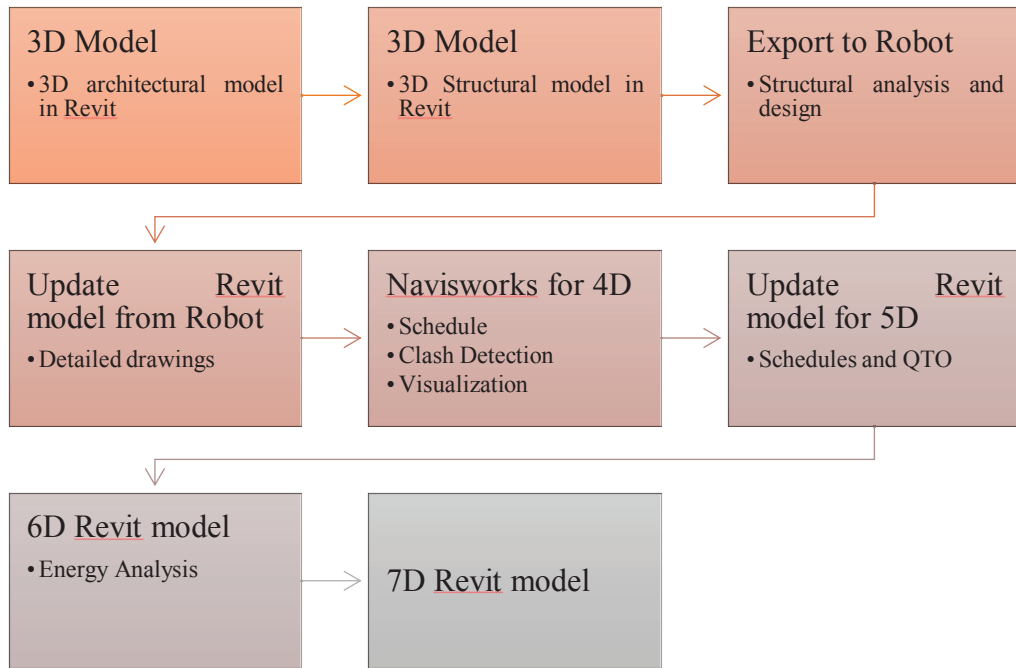 3D Model
• 3D architectural model
in Revit
3D Model
• 3D Structural model in
Revit
Export to Robot
• Structural analysis and
design
Update Revit
model from Robot
• Detailed drawings
Navisworks for 4D
• Schedule
• Clash Detection
• Visualization
Update Revit
model for 5D
• Schedules and QTO
6D Revit model
• Energy Analysis
7D Revit model